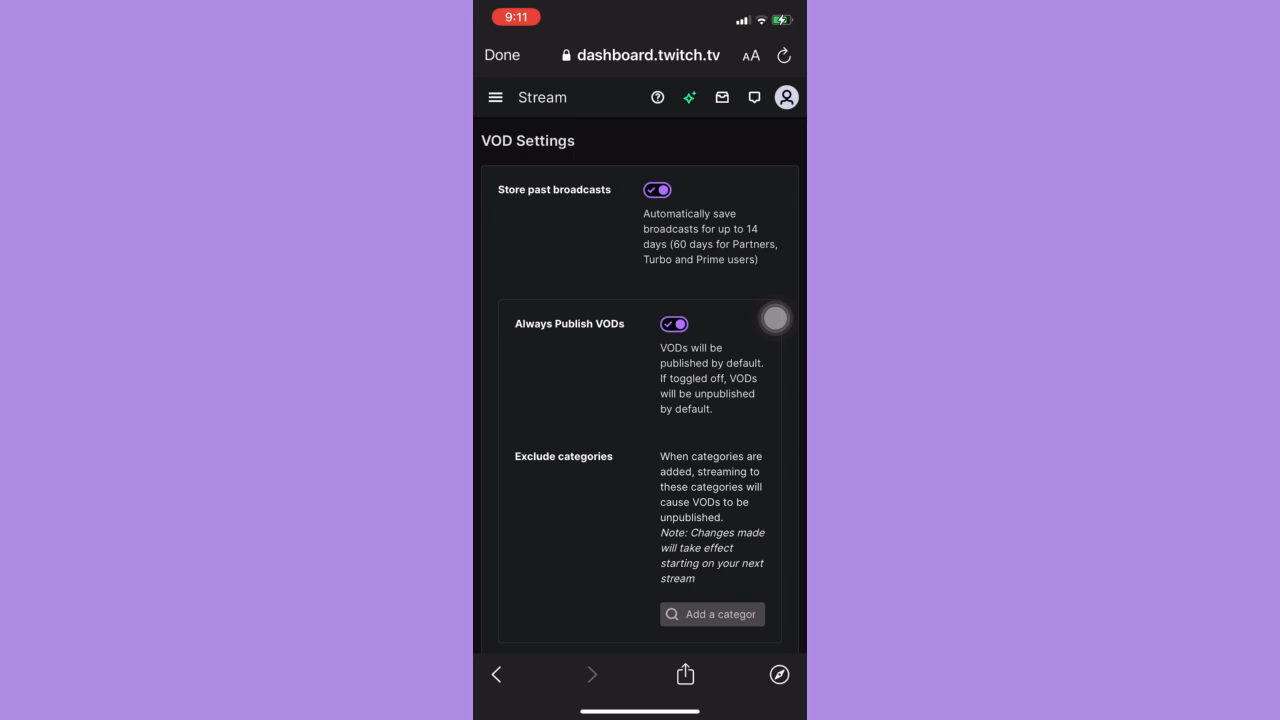 9:11
Done
dashboard.twitch.tv
AA
Stream
VOD Settings
Store past broadcasts
Automatically save
broadcasts for up to 14
days (60 days for Partners,
Turbo and Prime users)
Always Publish VODs
VODs will be
published by default.
If toggled off, VODs
will be unpublished
by default.
Exclude categories
When categories are
added, streaming to
these categories will
cause VODs to be
unpublished.
Note: Changes made
will take effect
starting on your next
stream
Add a categor